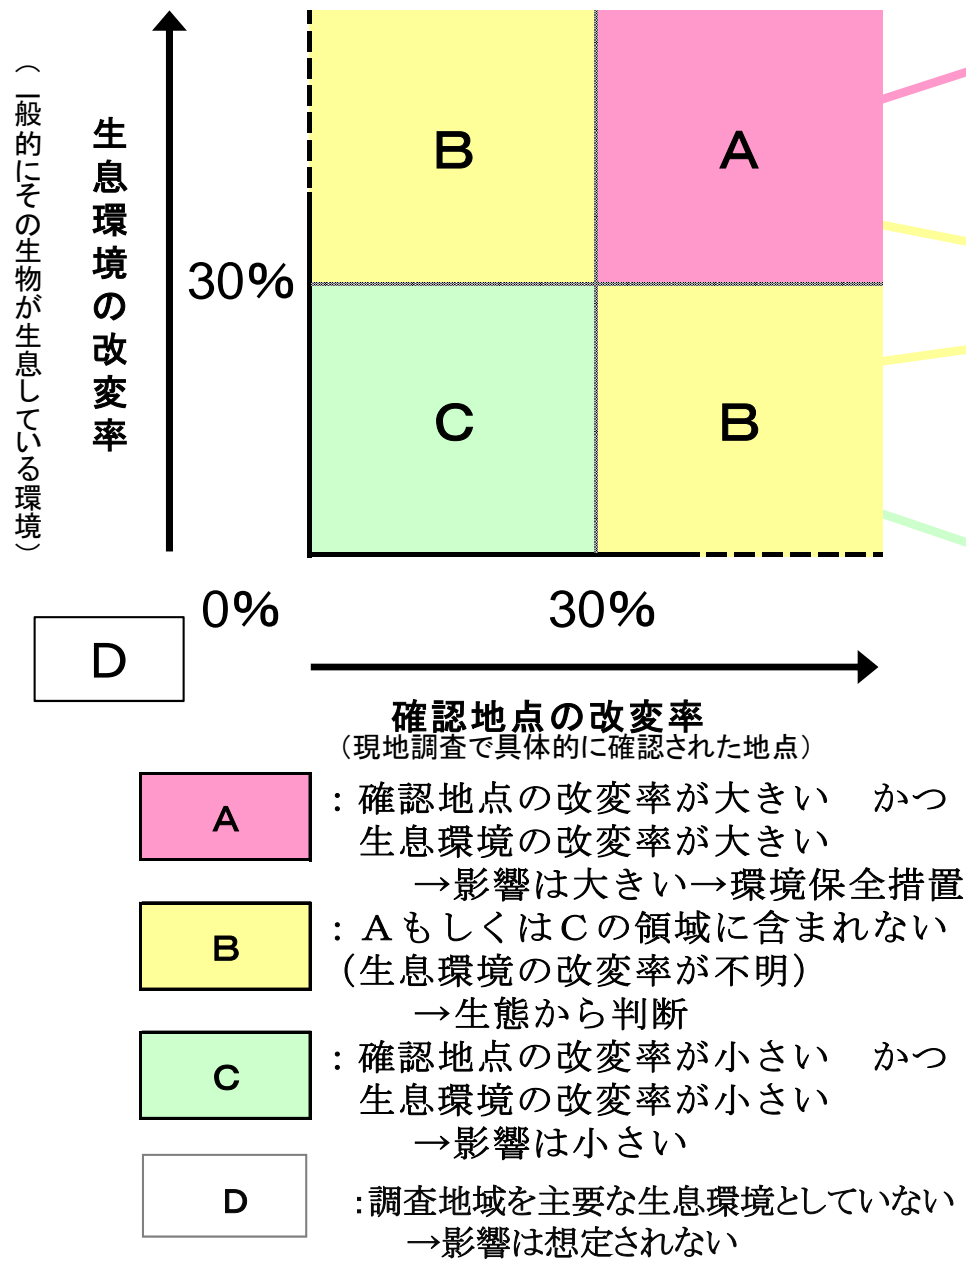 （一般的にその生物が生息している環境）
生息環境の改変率
B
A
30%
C
B
0%
30%
D
確認地点の改変率
（現地調査で具体的に確認された地点）
A
：確認地点の改変率が大きい　かつ
生息環境の改変率が大きい
→影響は大きい→環境保全措置
B
：ＡもしくはＣの領域に含まれない
（生息環境の改変率が不明）
→生態から判断
C
：確認地点の改変率が小さい　かつ
生息環境の改変率が小さい
→影響は小さい
D
：調査地域を主要な生息環境としていない
→影響は想定されない